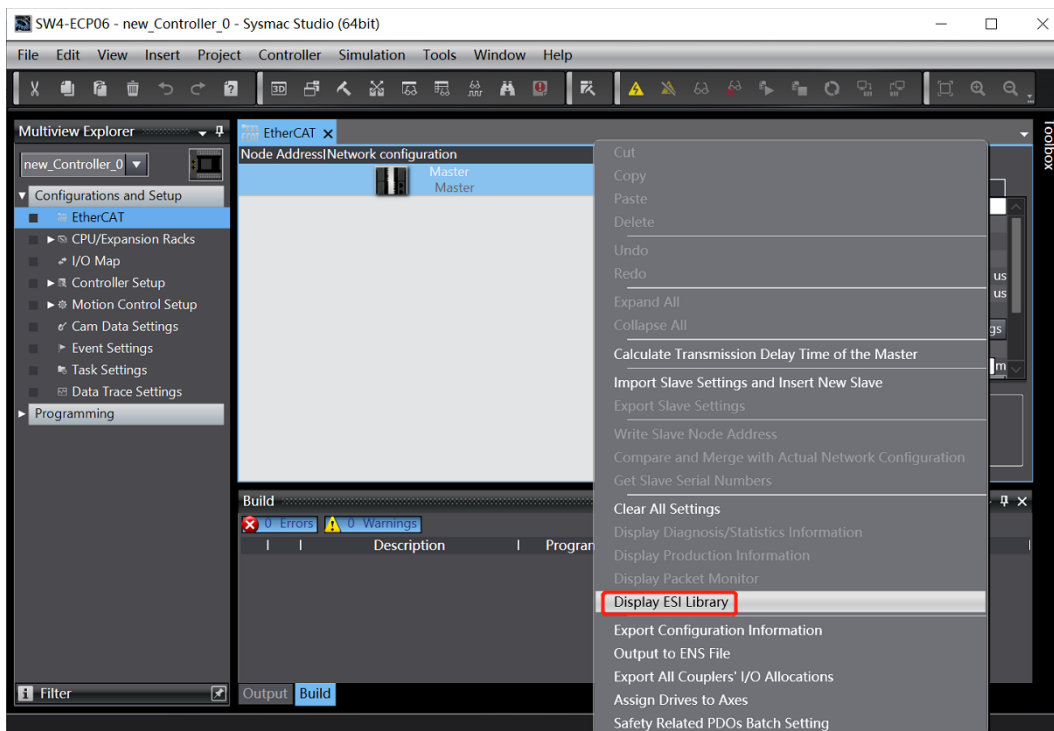 SW4-ECP06 - new_Controller_0 - Sysmac Studio (64bit)
File Edit View Insert Project Controller Simulation Tools Window Help
3D
Multiview Explorer
new_Controller_0
Configurations and Setup
EtherCAT
CPU/Expansion Racks
I/O Map
Controller Setup
Motion Control Setup
Cam Data Settings
Event Settings
Task Settings
Data Trace Settings
Programming
Filter
EtherCAT
Node Address|Network configuration
Master
Master
Toolbox
us
us
gs
m
Cut
Copy
Paste
Delete
Undo
Redo
Expand All
Collapse All
Calculate Transmission Delay Time of the Master
Import Slave Settings and Insert New Slave
Export Slave Settings
Write Slave Node Address
Compare and Merge with Actual Network Configuration
Get Slave Serial Numbers
Clear All Settings
Display Diagnosis/Statistics Information
Display Production Information
Display Packet Monitor
Display ESI Library
Export Configuration Information
Output to ENS File
Export All Couplers' I/O Allocations
Assign Drives to Axes
Safety Related PDOs Batch Setting
Build
0 Errors 0 Warnings
| | Description | Progran
Output Build